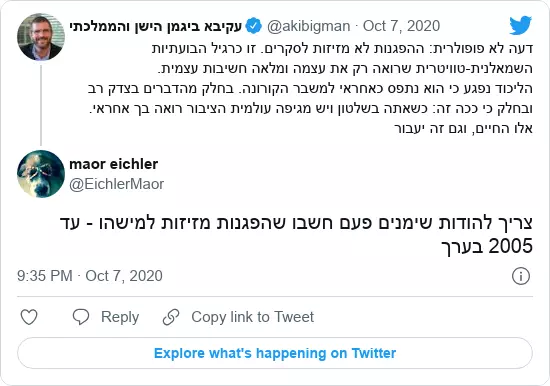 עקיבא ביגמן הישן והממלכתי @akibigman · Oct 7, 2020
דעה לא פופולרית: ההפגנות לא מזיזות לסקרים. זו כרגיל הבועתיות
השמאלנית-טוויטרית שרואה רק את עצמה ומלאה חשיבות עצמית.
הליכוד נפגע כי הוא נתפס כאחראי למשבר הקורונה. בחלק מהדברים בצדק רב
ובחלק כי ככה זה: כשאתה בשלטון ויש מגיפה עולמית הציבור רואה בך אחראי.
אלו החיים, וגם זה יעבור
maor eichler
@EichlerMaor
צריך להודות שימנים פעם חשבו שהפגנות מזיזות למישהו - עד
2005 בערך
9:35 PM · Oct 7, 2020
Reply
Copy link to Tweet
Explore what's happening on Twitter